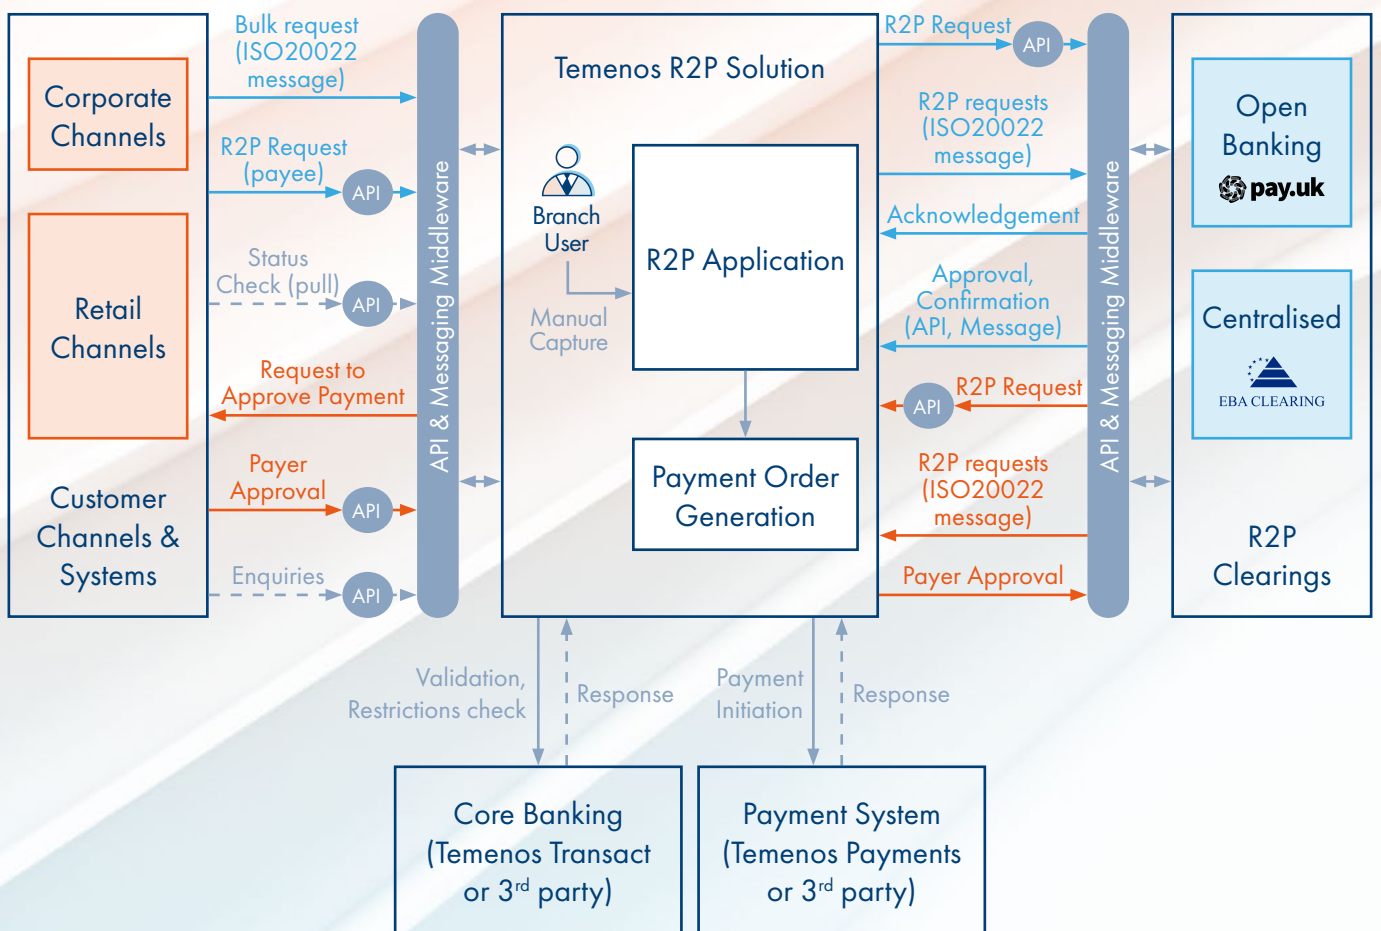 Corporate
Channels
Retail
Channels
Customer
Channels &
Systems
Bulk request
(ISO20022
message)
R2P Request
(payee)
API
Status
Check (pull)
API
Request to
Approve Payment
Payer
Approval
API
Enquiries
API
API & Messaging Middleware
Temenos R2P Solution
Branch
User
Manual
Capture
R2P Application
Payment Order
Generation
R2P Request
API
R2P requests
(ISO20022
message)
Acknowledgement
Approval,
Confirmation
(API, Message)
R2P Request
API
R2P requests
(ISO20022
message)
Payer Approval
API & Messaging Middleware
Open
Banking
pay.uk
Centralised
EBA CLEARING
R2P
Clearings
Validation,
Restrictions check
Response
Payment
Initiation
Response
Core Banking
(Temenos Transact
or 3rd party)
Payment System
(Temenos Payments
or 3rd party)